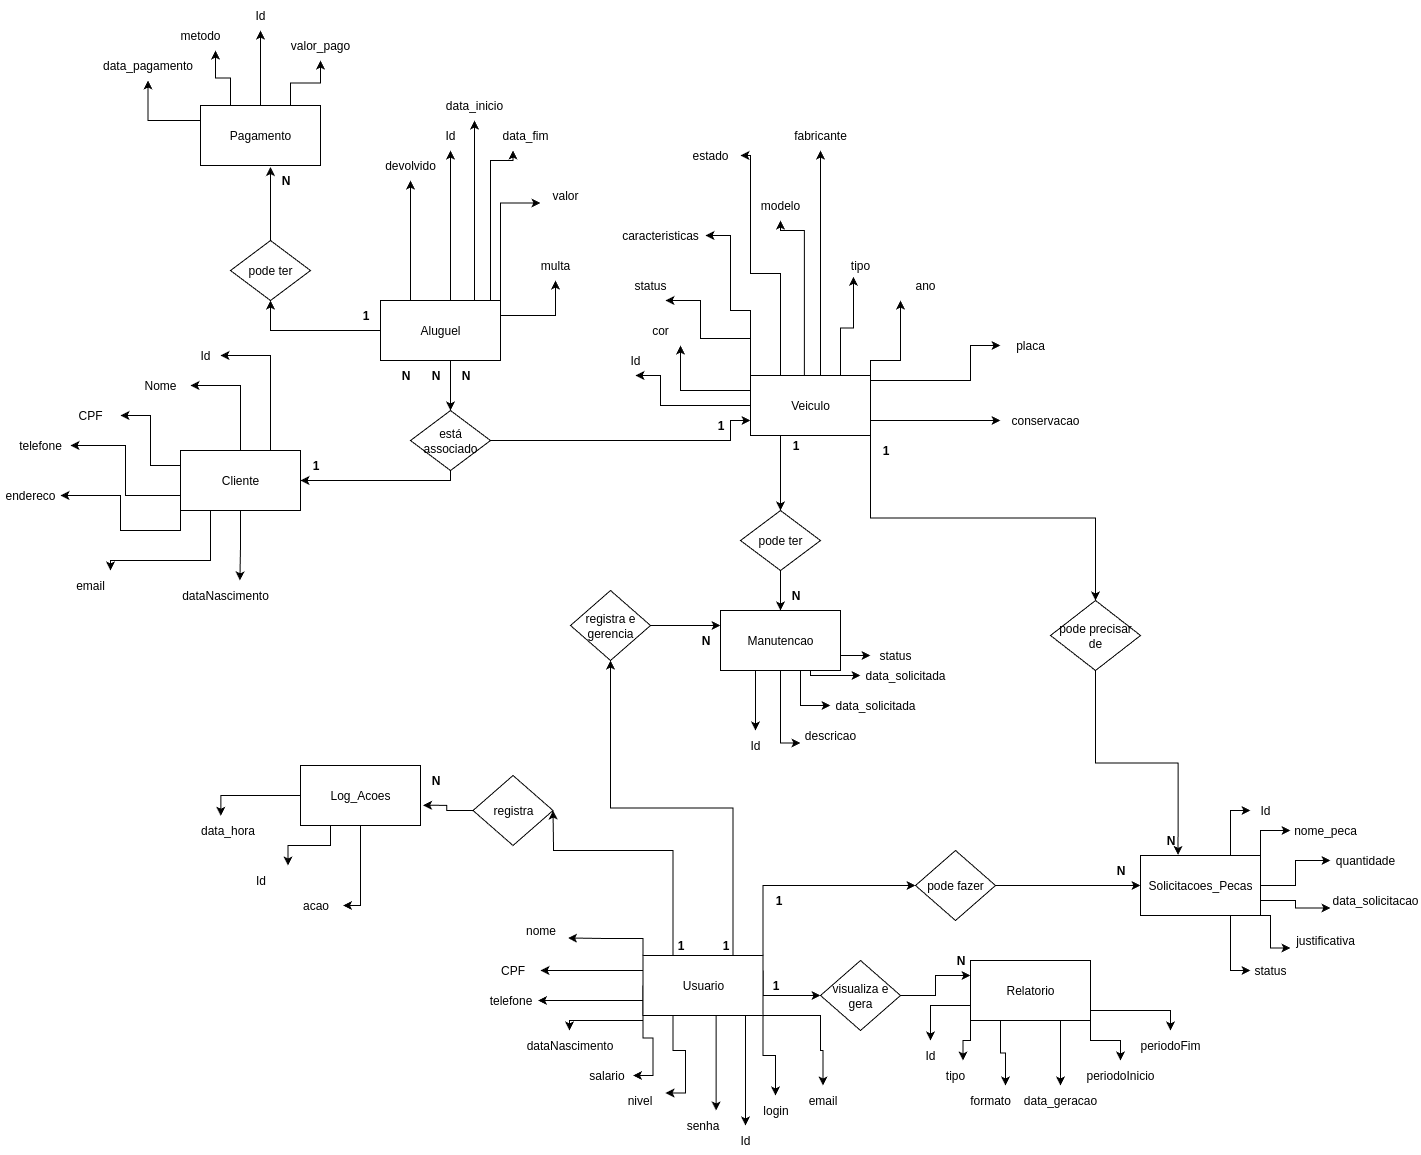 Id
metodo
valor_pago
data_pagamento
Pagamento
N
pode ter
1
data_inicio
Id
data_fim
devolvido
valor
multa
Aluguel
N
N
N
está
associado
1
1
Id
Nome
CPF
telefone
endereco
Cliente
email
dataNascimento
fabricante
estado
modelo
caracteristicas
tipo
status
ano
cor
placa
Id
Veiculo
conservacao
1
1
pode ter
N
registra e
gerencia
N
Manutencao
status
data_solicitada
data_solicitada
descricao
Id
pode precisar
de
N
Log_Acoes
N
registra
data_hora
Id
acao
Id
nome_peca
quantidade
Solicitacoes_Pecas
data_solicitacao
justificativa
status
pode fazer
N
1
nome
1
1
CPF
Usuario
1
telefone
dataNascimento
salario
nivel
senha
Id
login
email
visualiza e
gera
N
Relatorio
Id
tipo
formato
data_geracao
periodoInicio
periodoFim